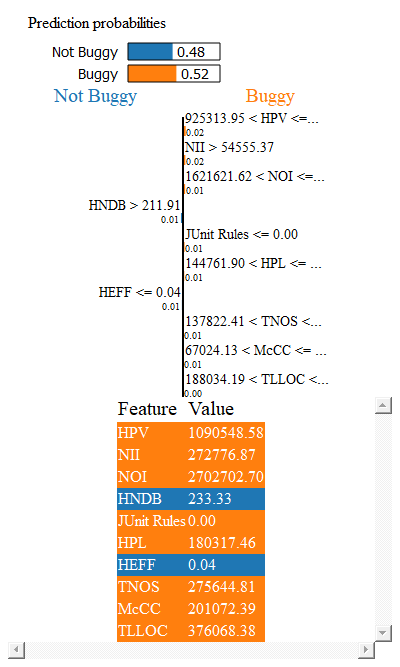 Prediction probabilities
Not Buggy 0.48
Buggy 0.52
Not Buggy Buggy
925313.95 < HPV <=...
0.02
NII > 54555.37
0.02
1621621.62 < NOI <=...
0.01
HNDB > 211.91
0.01
JUnit Rules <= 0.00
0.01
144761.90 < HPL <= ...
0.01
HEFF <= 0.04
0.01
137822.41 < TNOS <...
0.01
67024.13 < McCC <= ...
0.01
188034.19 < TLLOC <...
0.00
Feature Value
HPV 1090548.58
NII 272776.87
NOI 2702702.70
HNDB 233.33
JUnit Rules 0.00
HPL 180317.46
HEFF 0.04
TNOS 275644.81
McCC 201072.39
TLLOC 376068.38